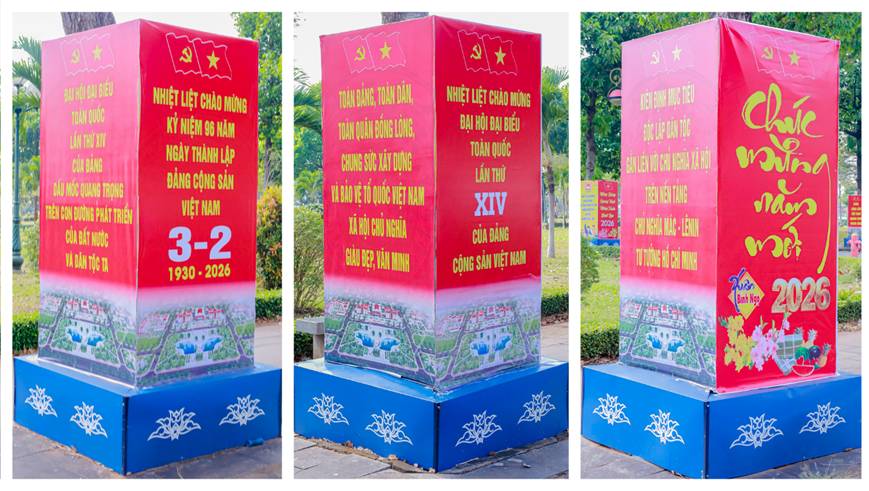 ĐẠI HỘI ĐẠI BIỂU
TOÀN QUỐC
LẦN THỨ XIV
CỦA ĐẢNG
DẤU MỐC QUANG TRỌNG
TRÊN CON ĐƯỜNG PHÁT TRIỂN
CỦA ĐẤT NƯỚC
VÀ DÂN TỘC TA
NHIỆT LIỆT CHÀO MỪNG
KỶ NIỆM 96 NĂM
NGÀY THÀNH LẬP
ĐẢNG CỘNG SẢN
VIỆT NAM
3-2
1930 - 2026
TOÀN ĐẢNG, TOÀN DÂN,
TOÀN QUÂN ĐỒNG LÒNG,
CHUNG SỨC XÂY DỰNG
VÀ BẢO VỆ TỔ QUỐC VIỆT NAM
XÃ HỘI CHỦ NGHĨA
GIÀU ĐẸP, VĂN MINH
NHIỆT LIỆT CHÀO MỪNG
ĐẠI HỘI ĐẠI BIỂU
TOÀN QUỐC
LẦN THỨ
XIV
CỦA ĐẢNG
CỘNG SẢN VIỆT NAM
KIÊN ĐỊNH MỤC TIÊU
ĐỘC LẬP DÂN TỘC
GẮN LIỀN VỚI CHỦ NGHĨA XÃ HỘI
TRÊN NỀN TẢNG
CHỦ NGHĨA MÁC - LÊNIN
TƯ TƯỞNG HỒ CHÍ MINH
Chúc
mừng
năm
mới
Xuân
Bính Ngọ
2026